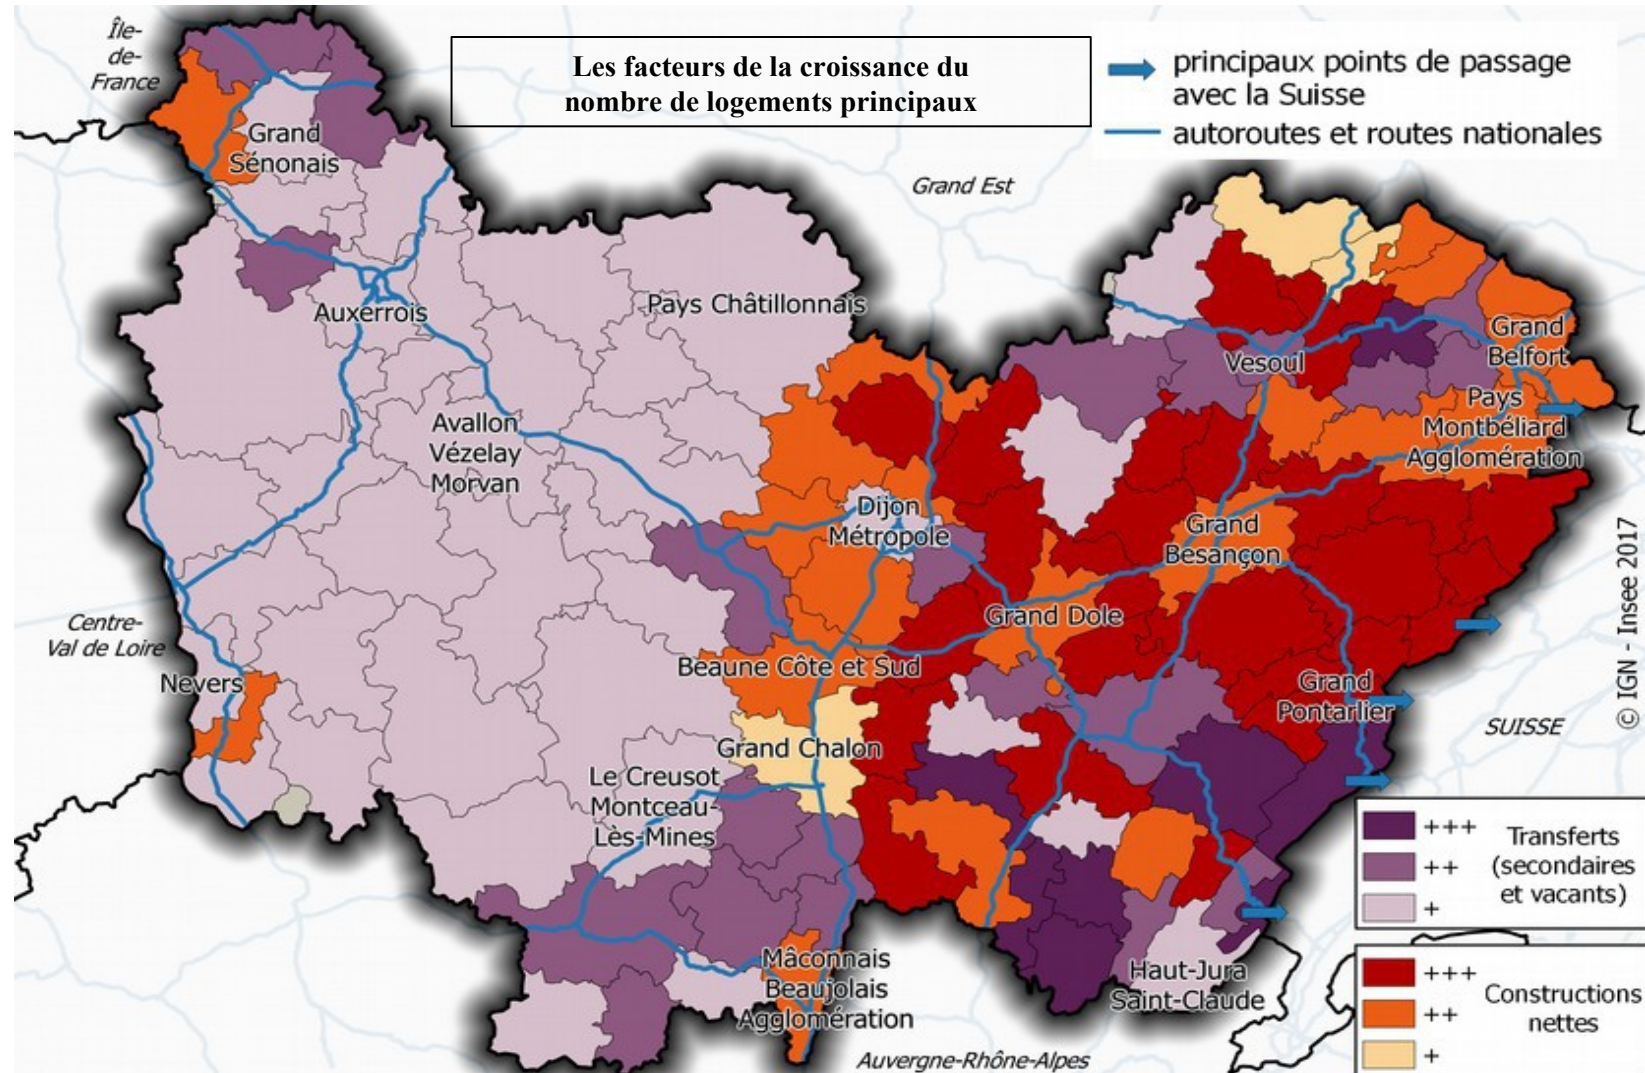 Île-
de-
France
Les facteurs de la croissance du
nombre de logements principaux
principaux points de passage
avec la Suisse
autoroutes et routes nationales
Grand
Sénonais
Grand Est
Auxerrois
Pays Châtillonnais
Grand
Belfort
Vesoul
Pays
Montbéliard
Agglomération
Avallon
Vézelay
Morvan
Dijon
Métropole
Grand
Besançon
Grand Dole
Centre-
Val de Loire
Nevers
Beaune Côte et Sud
Grand
Pontarlier
SUISSE
© IGN - Insee 2017
Grand Chalon
Le Creusot
Montceau-
Lès-Mines
+++
++
+
Transferts
(secondaires
et vacants)
Mâconnais
Beaujolais
Agglomération
Haut-Jura
Saint-Claude
+++
++
+
Constructions
nettes
Auvergne-Rhône-Alpes